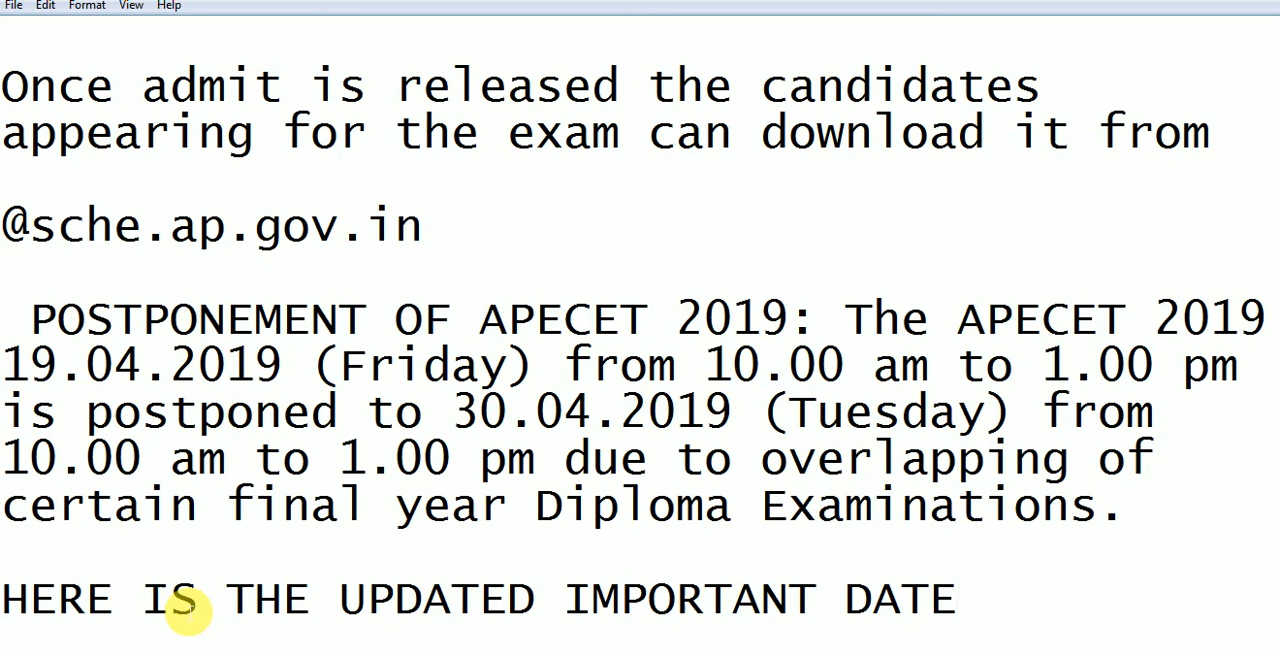 File Edit Format View Help
Once admit is released the candidates
appearing for the exam can download it from
@sche.ap.gov.in
POSTPONEMENT OF APECET 2019: The APECET 2019
19.04.2019 (Friday) from 10.00 am to 1.00 pm
is postponed to 30.04.2019 (Tuesday) from
10.00 am to 1.00 pm due to overlapping of
certain final year Diploma Examinations.
HERE IS THE UPDATED IMPORTANT DATE